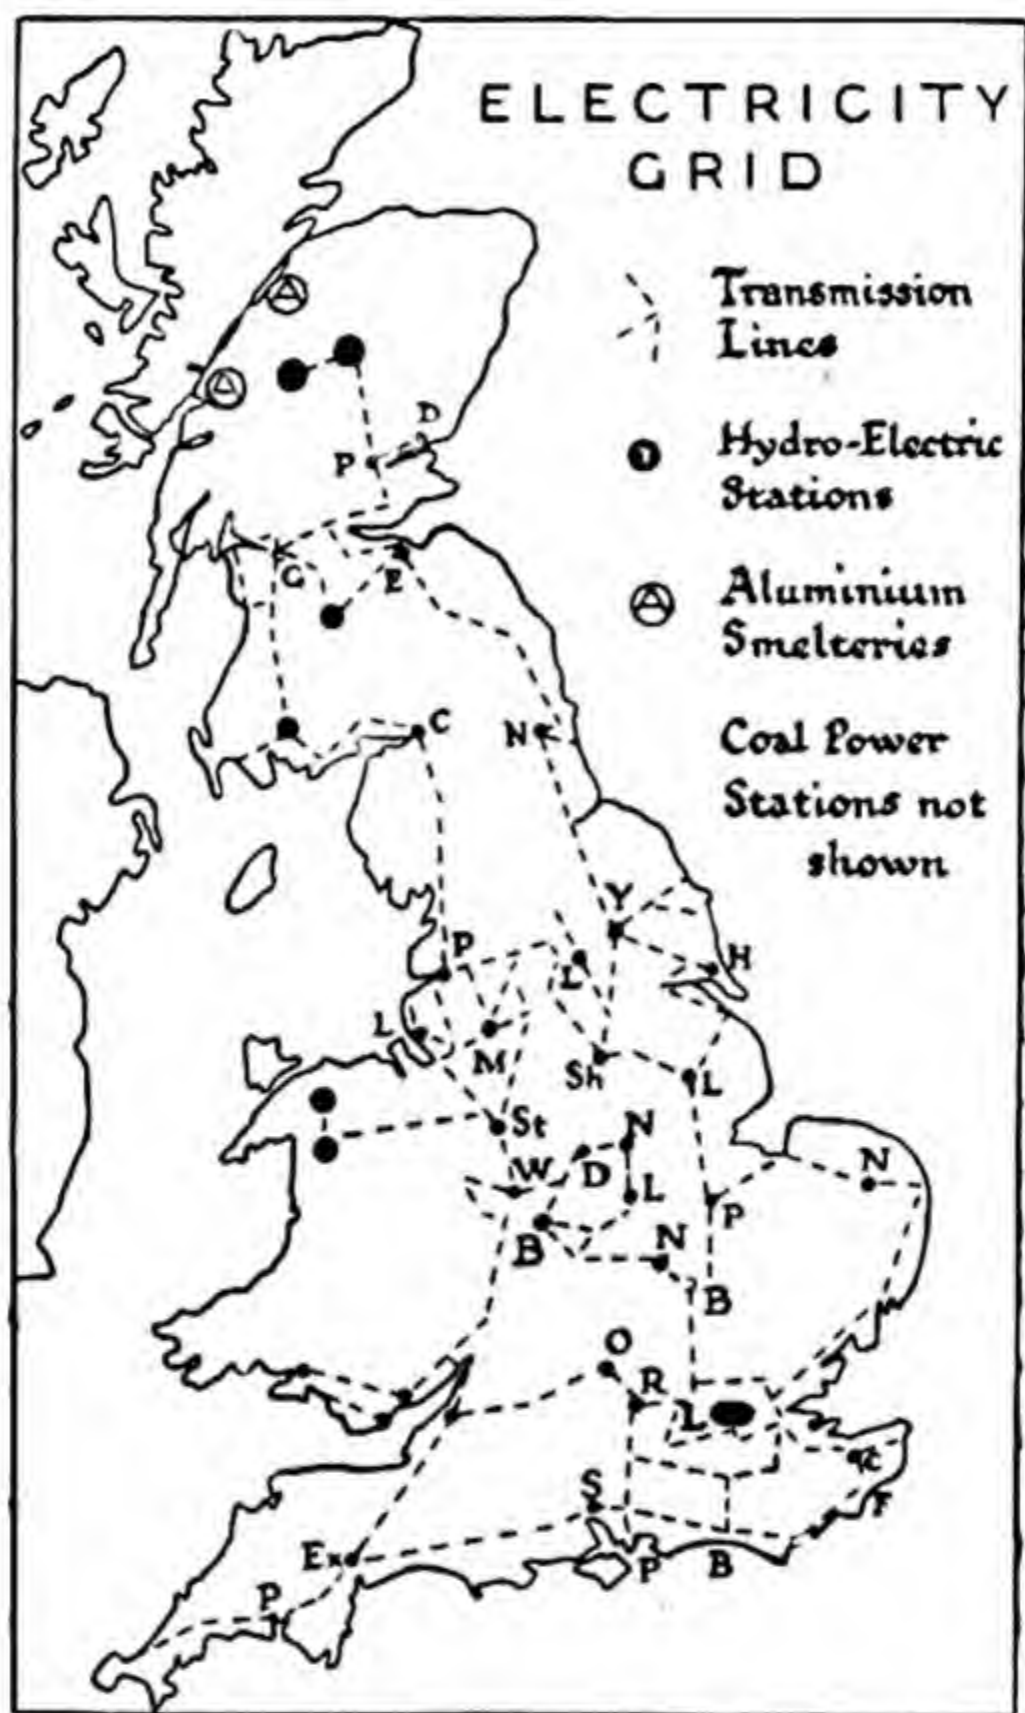 ELECTRICITY
GRID
Transmission
Lines
Hydro-Electric
Stations
Aluminium
Smelteries
Coal Power
Stations not
shown
D
P
G
E
C
N
Y
P
L
H
L
M
Sh
L
St
N
D
N
W
L
P
B
N
B
O
R
L
C
S
F
Ex
P
B
P